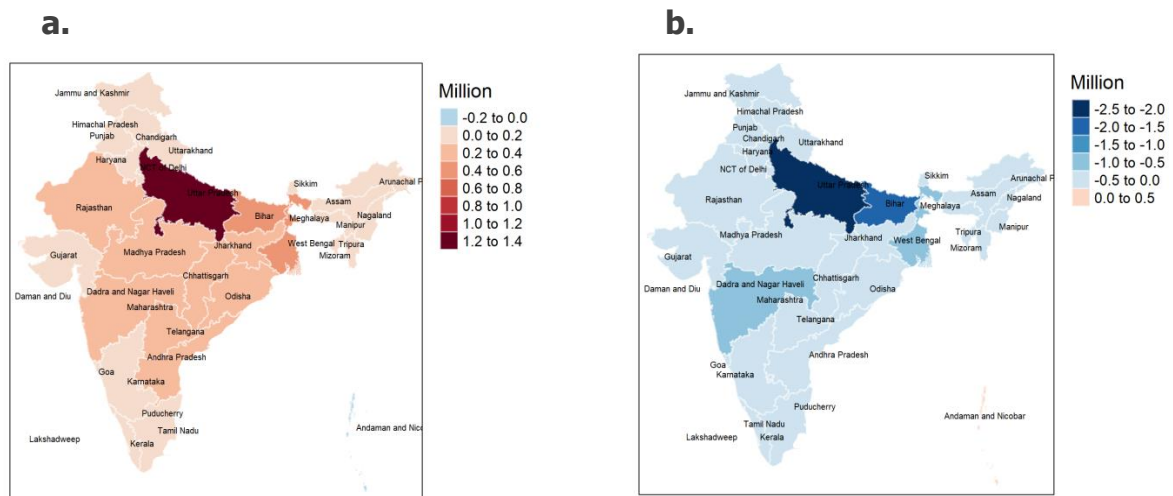 a.
Million
-0.2 to 0.0
0.0 to 0.2
0.2 to 0.4
0.4 to 0.6
0.6 to 0.8
0.8 to 1.0
1.0 to 1.2
1.2 to 1.4
Jammu and Kashmir
Himachal Pradesh
Punjab
Chandigarh
Uttarakhand
Haryana
NCT of Delhi
Uttar Pradesh
Sikkim
Arunachal P
Rajasthan
Bihar
Assam
Nagaland
Meghalaya
Manipur
Jharkhand
West Bengal
Tripura
Mizoram
Gujarat
Madhya Pradesh
Chhattisgarh
Daman and Diu
Dadra and Nagar Haveli
Odisha
Maharashtra
Telangana
Andhra Pradesh
Goa
Karnataka
Puducherry
Andaman and Nicobar
Lakshadweep
Tamil Nadu
Kerala
b.
Million
-2.5 to -2.0
-2.0 to -1.5
-1.5 to -1.0
-1.0 to -0.5
-0.5 to 0.0
0.0 to 0.5
Jammu and Kashmir
Himachal Pradesh
Punjab
Chandigarh
Uttarakhand
Haryana
NCT of Delhi
Uttar Pradesh
Sikkim
Arunachal P
Rajasthan
Bihar
Assam
Nagaland
Meghalaya
Manipur
Jharkhand
West Bengal
Tripura
Mizoram
Madhya Pradesh
Gujarat
Chhattisgarh
Daman and Diu
Dadra and Nagar Haveli
Odisha
Maharashtra
Telangana
Andhra Pradesh
Goa
Karnataka
Puducherry
Andaman and Nicobar
Tamil Nadu
Lakshadweep
Kerala